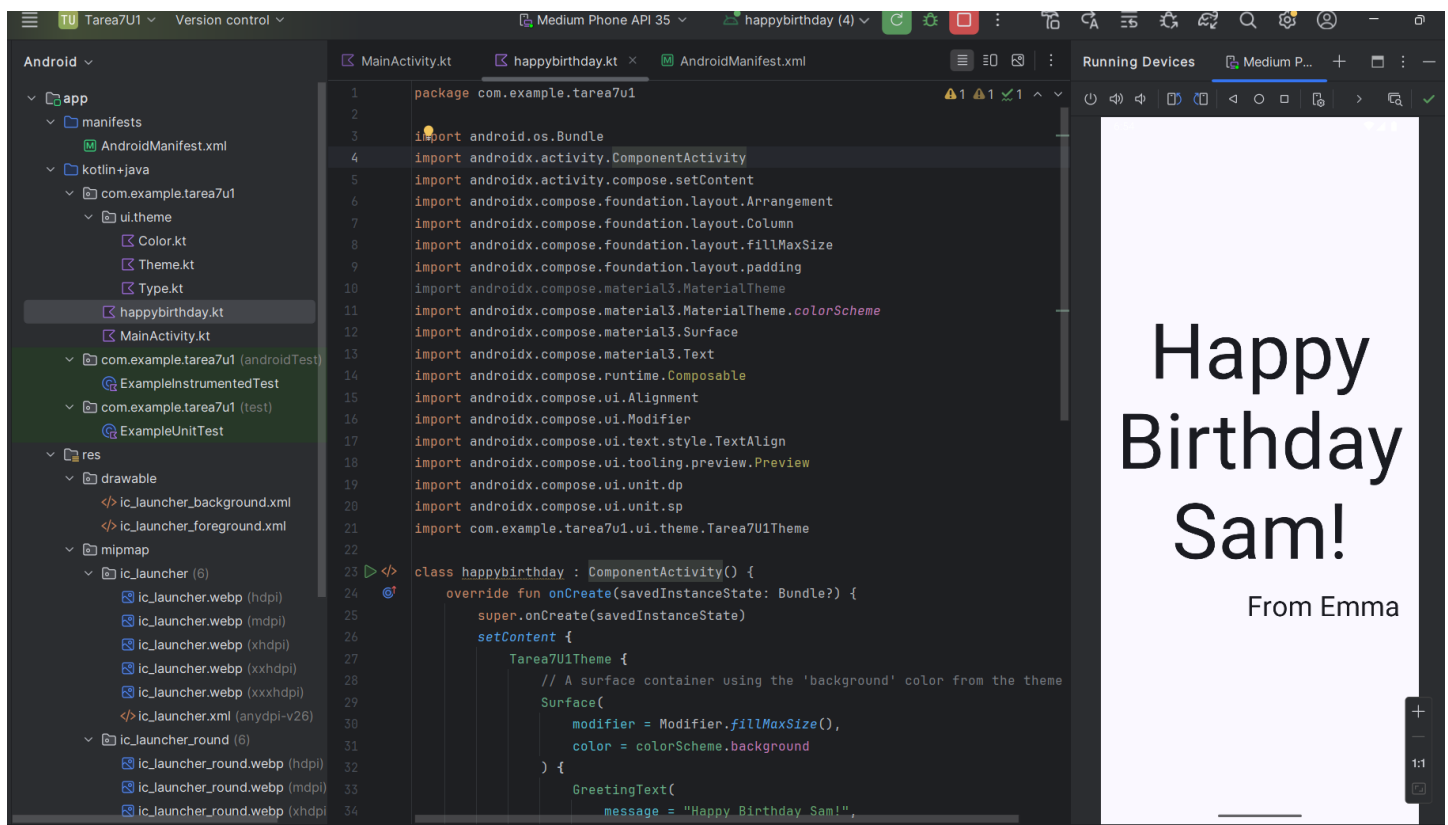 TU Tarea7U1 Version control Medium Phone API 35 happybirthday (4)
Android
MainActivity.kt happybirthday.kt AndroidManifest.xml
Running Devices Medium P...
app
manifests
AndroidManifest.xml
kotlin+java
com.example.tarea7u1
ui.theme
Color.kt
Theme.kt
Type.kt
happybirthday.kt
MainActivity.kt
com.example.tarea7u1 (androidTest)
ExampleInstrumentedTest
com.example.tarea7u1 (test)
ExampleUnitTest
res
drawable
ic_launcher_background.xml
ic_launcher_foreground.xml
mipmap
ic_launcher (6)
ic_launcher.webp (hdpi)
ic_launcher.webp (mdpi)
ic_launcher.webp (xhdpi)
ic_launcher.webp (xxhdpi)
ic_launcher.webp (xxxhdpi)
ic_launcher.xml (anydpi-v26)
ic_launcher_round (6)
ic_launcher_round.webp (hdpi)
ic_launcher_round.webp (mdpi)
ic_launcher_round.webp (xhdpi
1 package com.example.tarea7u1
1 1 1
2
3 import android.os.Bundle
4 import androidx.activity.ComponentActivity
5 import androidx.activity.compose.setContent
6 import androidx.compose.foundation.layout.Arrangement
7 import androidx.compose.foundation.layout.Column
8 import androidx.compose.foundation.layout.fillMaxSize
9 import androidx.compose.foundation.layout.padding
10 import androidx.compose.material3.MaterialTheme
11 import androidx.compose.material3.MaterialTheme.colorScheme
12 import androidx.compose.material3.Surface
13 import androidx.compose.material3.Text
14 import androidx.compose.runtime.Composable
15 import androidx.compose.ui.Alignment
16 import androidx.compose.ui.Modifier
17 import androidx.compose.ui.text.style.TextAlign
18 import androidx.compose.ui.tooling.preview.Preview
19 import androidx.compose.ui.unit.dp
20 import androidx.compose.ui.unit.sp
21 import com.example.tarea7u1.ui.theme.Tarea7U1Theme
22
23 class happybirthday : ComponentActivity() {
24 override fun onCreate(savedInstanceState: Bundle?) {
25 super.onCreate(savedInstanceState)
26 setContent {
27 Tarea7U1Theme {
28 // A surface container using the 'background' color from the theme
29 Surface(
30 modifier = Modifier.fillMaxSize(),
31 color = colorScheme.background
32 ) {
33 GreetingText(
34 message = "Happy Birthday Sam!",
Happy
Birthday
Sam!
From Emma
1:1